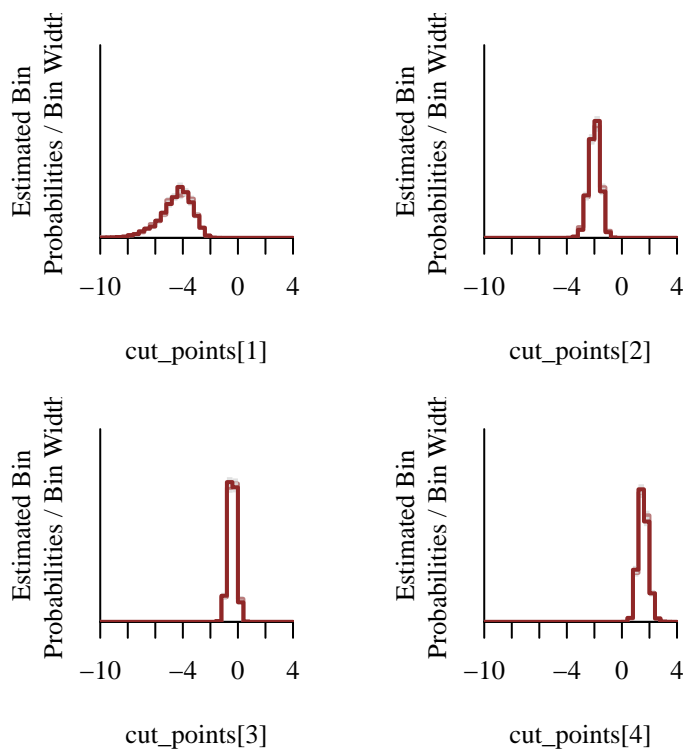 Estimated Bin
Probabilities / Bin Width
−10 −4 0 4
cut_points[1]
Estimated Bin
Probabilities / Bin Width
−10 −4 0 4
cut_points[2]
Estimated Bin
Probabilities / Bin Width
−10 −4 0 4
cut_points[3]
Estimated Bin
Probabilities / Bin Width
−10 −4 0 4
cut_points[4]